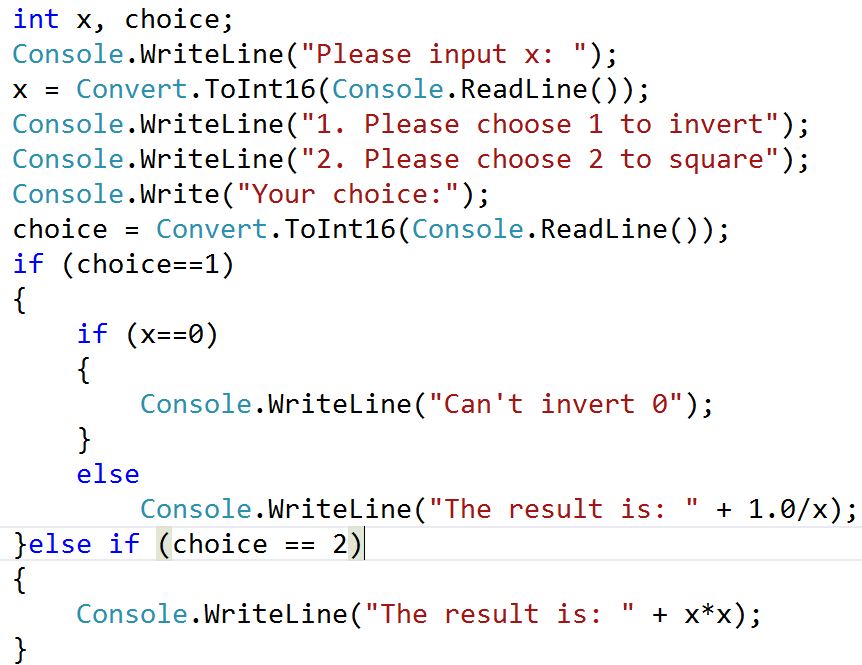 int x, choice;
Console.WriteLine("Please input x: ");
x = Convert.ToInt16(Console.ReadLine());
Console.WriteLine("1. Please choose 1 to invert");
Console.WriteLine("2. Please choose 2 to square");
Console.Write("Your choice:");
choice = Convert.ToInt16(Console.ReadLine());
if (choice==1)
{
    if (x==0)
    {
        Console.WriteLine("Can't invert 0");
    }
    else
        Console.WriteLine("The result is: " + 1.0/x);
}else if (choice == 2)
{
    Console.WriteLine("The result is: " + x*x);
}